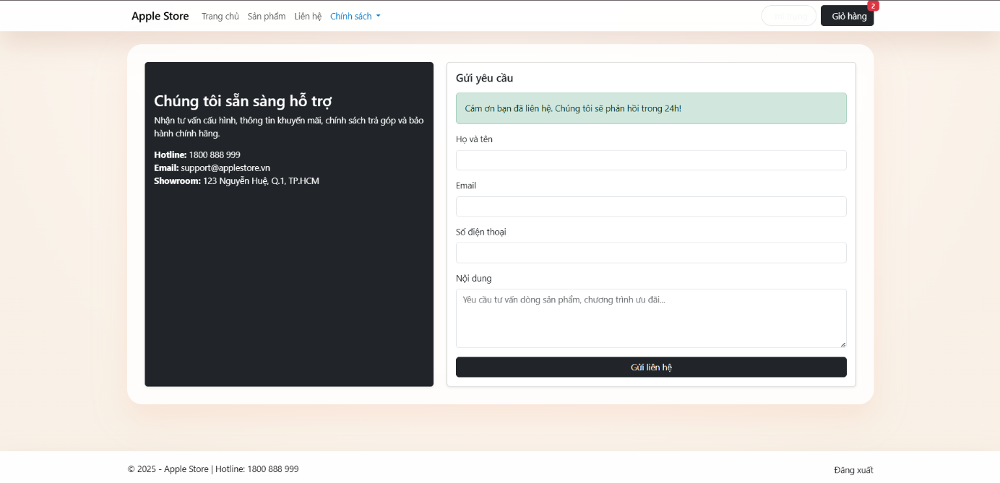 Apple Store Trang chủ Sản phẩm Liên hệ Chính sách Giỏ hàng 2
Chúng tôi sẵn sàng hỗ trợ
Nhận tư vấn cấu hình, thông tin khuyến mãi, chính sách trả góp và bảo
hành chính hãng.
Hotline: 1800 888 999
Email: support@applestore.vn
Showroom: 123 Nguyễn Huệ, Q.1, TP.HCM
Gửi yêu cầu
Cảm ơn bạn đã liên hệ. Chúng tôi sẽ phản hồi trong 24h!
Họ và tên
Email
Số điện thoại
Nội dung
Yêu cầu tư vấn dòng sản phẩm, chương trình ưu đãi...
Gửi liên hệ
© 2025 - Apple Store | Hotline: 1800 888 999 Đăng xuất